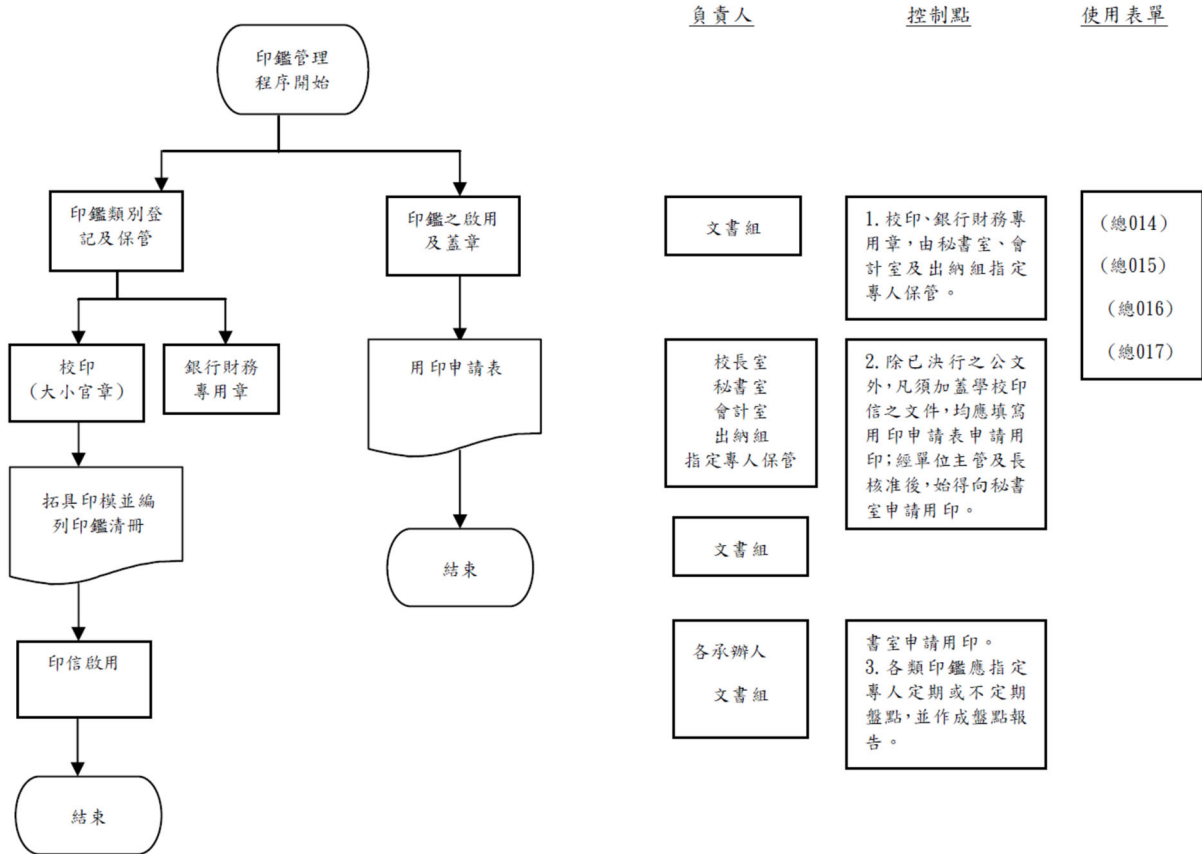 負責人
控制點
使用表單
印鑑管理
程序開始
印鑑類別登
記及保管
印鑑之啟用
及蓋章
校印
(大小官章)
銀行財務
專用章
用印申請表
拓具印模並編
列印鑑清冊
結束
印信啟用
結束
文書組
校長室
秘書室
會計室
出納組
指定專人保管
文書組
各承辦人
文書組
1.校印、銀行財務專
用章,由秘書室、會
計室及出納組指定
專人保管。
2.除已決行之公文
外,凡須加蓋學校印
信之文件,均應填寫
用印申請表申請用
印;經單位主管及長
核准後,始得向秘書
室申請用印。
書室申請用印。
3.各類印鑑應指定
專人定期或不定期
盤點,並作成盤點報
告。
(總014)
(總015)
(總016)
(總017)